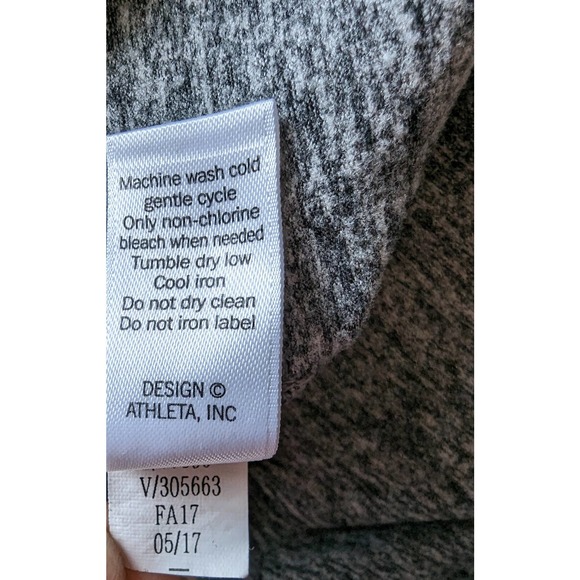 Machine wash cold
gentle cycle
Only non-chlorine
bleach when needed
Tumble dry low
Cool iron
Do not dry clean
Do not iron label
DESIGN ©
ATHLETA, INC
V/305663
FA17
05/17